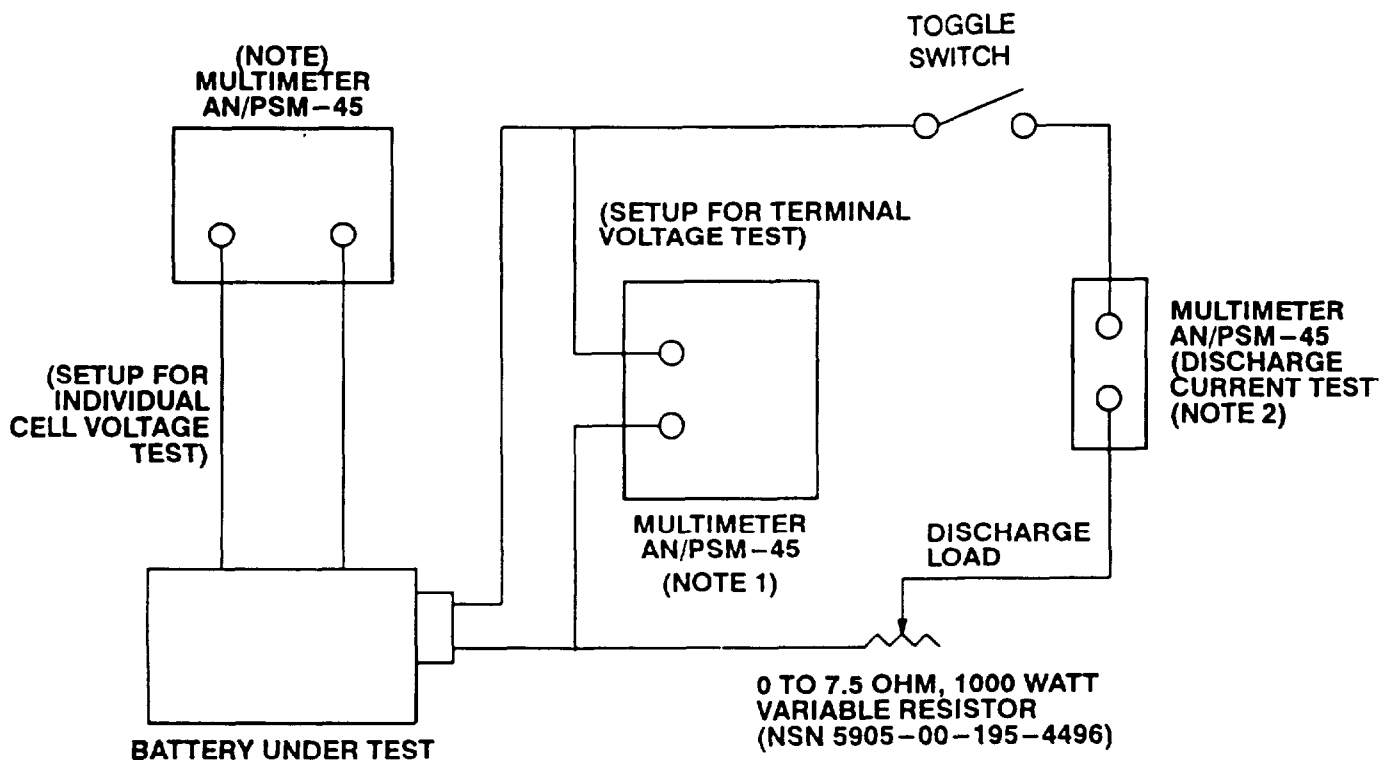 TOGGLE
SWITCH
(NOTE)
MULTIMETER
AN/PSM-45
(SETUP FOR TERMINAL
VOLTAGE TEST)
MULTIMETER
AN/PSM-45
(DISCHARGE
CURRENT TEST
(NOTE 2)
(SETUP FOR
INDIVIDUAL
CELL VOLTAGE
TEST)
MULTIMETER
AN/PSM-45
(NOTE 1)
DISCHARGE
LOAD
0 TO 7.5 OHM, 1000 WATT
VARIABLE RESISTOR
(NSN 5905-00-195-4496)
BATTERY UNDER TEST